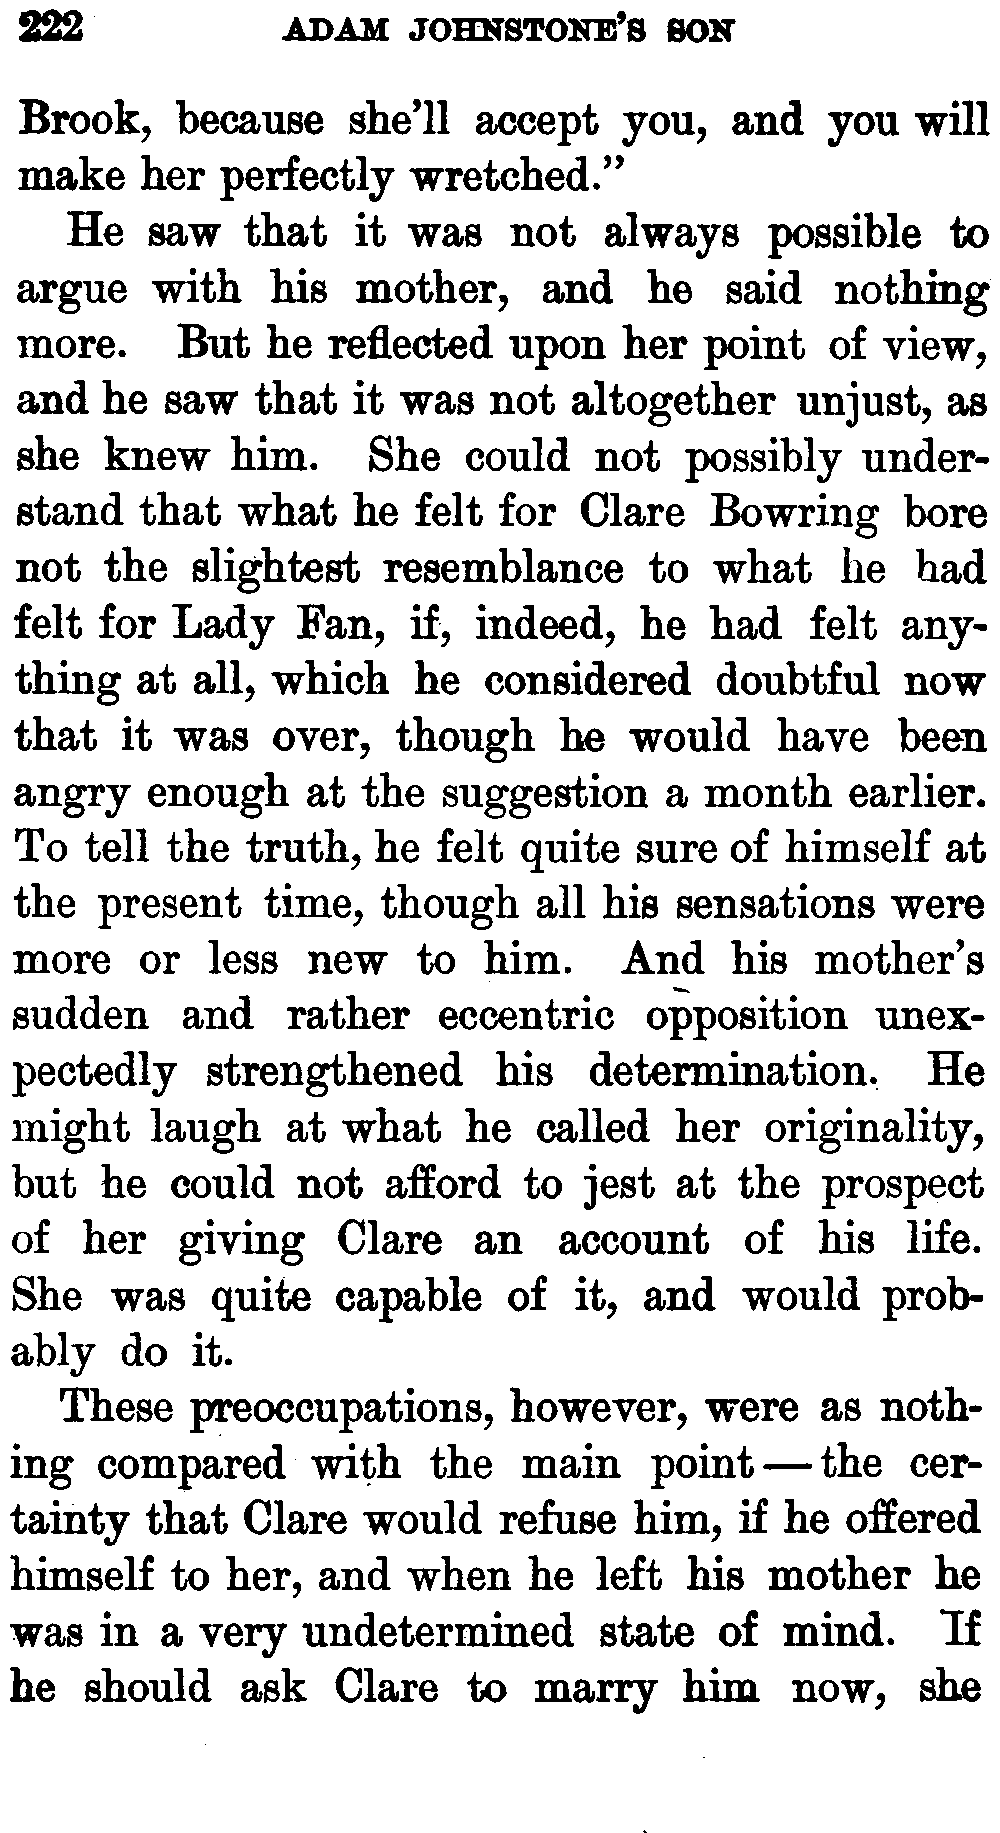 222 ADAM JOHNSTONE'S SON
Brook, because she'll accept you, and you will
make her perfectly wretched."
He saw that it was not always possible to
argue with his mother, and he said nothing
more. But he reflected upon her point of view,
and he saw that it was not altogether unjust, as
she knew him. She could not possibly under-
stand that what he felt for Clare Bowring bore
not the slightest resemblance to what he had
felt for Lady Fan, if, indeed, he had felt any-
thing at all, which he considered doubtful now
that it was over, though he would have been
angry enough at the suggestion a month earlier.
To tell the truth, he felt quite sure of himself at
the present time, though all his sensations were
more or less new to him. And his mother's
sudden and rather eccentric opposition unex-
pectedly strengthened his determination. He
might laugh at what he called her originality,
but he could not afford to jest at the prospect
of her giving Clare an account of his life.
She was quite capable of it, and would prob-
ably do it.
These preoccupations, however, were as noth-
ing compared with the main point — the cer-
tainty that Clare would refuse him, if he offered
himself to her, and when he left his mother he
was in a very undetermined state of mind. If
he should ask Clare to marry him now, she